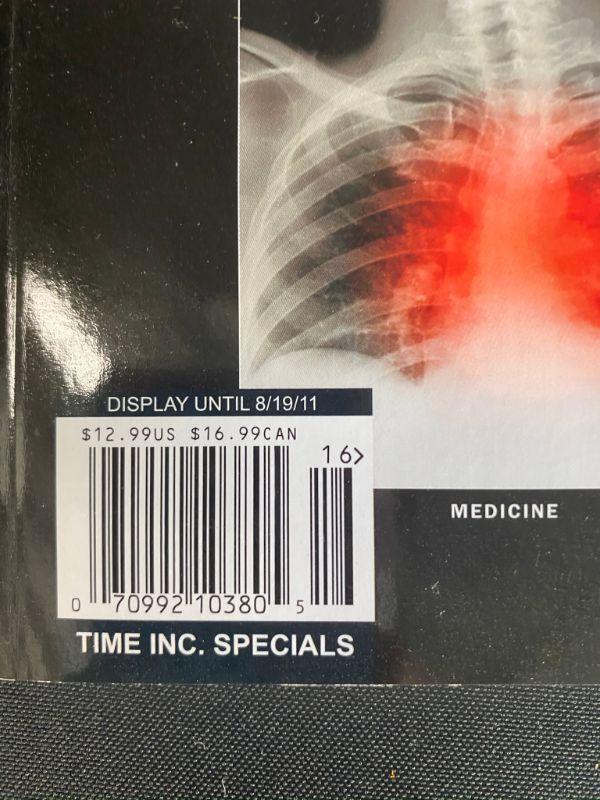 DISPLAY UNTIL 8/19/11
$12.99US $16.99CAN
16>
0 70992 10380 5
TIME INC. SPECIALS
MEDICINE